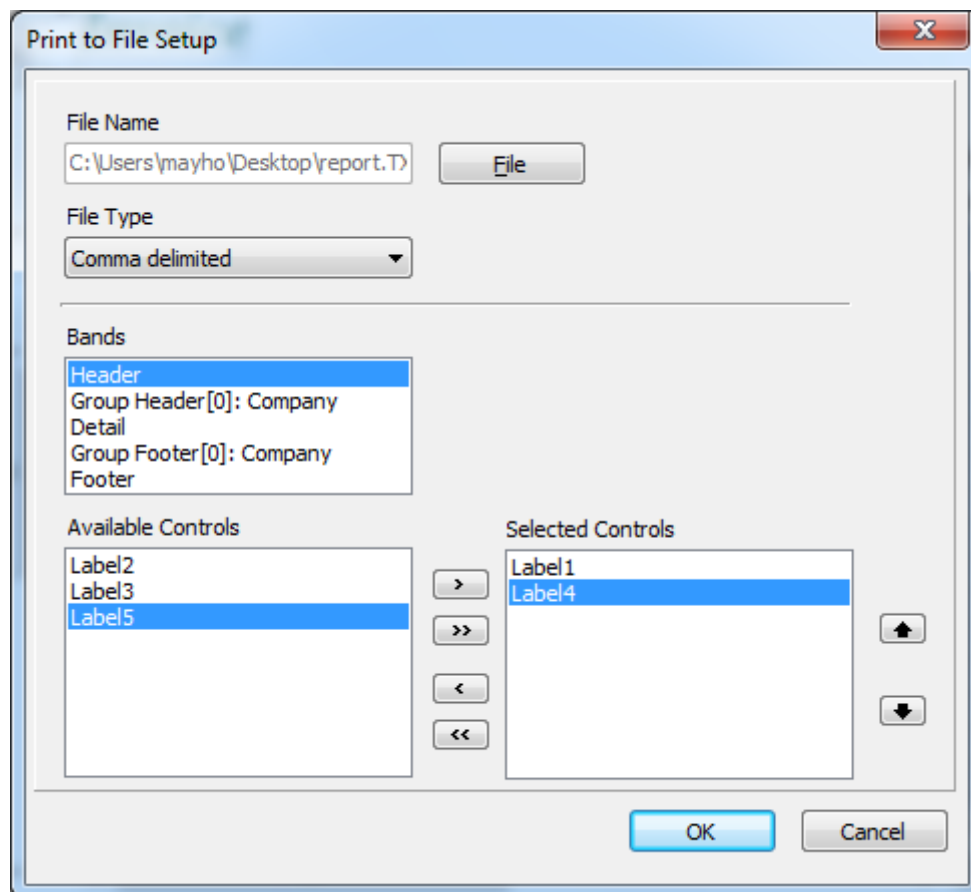 Print to File Setup
File Name
C:\Users\mayho\Desktop\report.TX
File
File Type
Comma delimited
Bands
Header
Group Header[0]: Company
Detail
Group Footer[0]: Company
Footer
Available Controls
Label2
Label3
Label5
>
>>
<
<<
Selected Controls
Label1
Label4
OK
Cancel